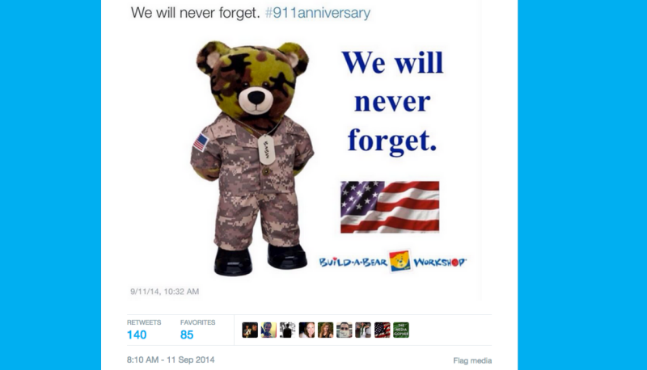 We will never forget. #911anniversary
We will
never
forget.
BUILD-A-BEAR WORKSHOP
9/11/14, 10:32 AM
RETWEETS FAVORITES
140 85
8:10 AM - 11 Sep 2014 Flag media